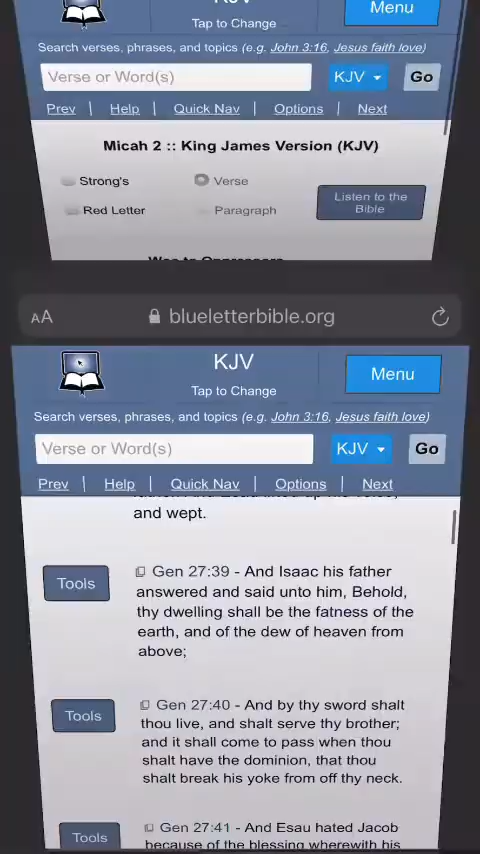 Tap to Change
Menu
Search verses, phrases, and topics (e.g. John 3:16, Jesus faith love)
Verse or Word(s)
KJV
Go
Prev | Help | Quick Nav | Options | Next
Micah 2 :: King James Version (KJV)
Strong's
Verse
Red Letter
Paragraph
Listen to the
Bible
AA
blueletterbible.org
KJV
Tap to Change
Menu
Search verses, phrases, and topics (e.g. John 3:16, Jesus faith love)
Verse or Word(s)
KJV
Go
Prev | Help | Quick Nav | Options | Next
and wept.
Tools
Gen 27:39 - And Isaac his father
answered and said unto him, Behold,
thy dwelling shall be the fatness of the
earth, and of the dew of heaven from
above;
Tools
Gen 27:40 - And by thy sword shalt
thou live, and shalt serve thy brother;
and it shall come to pass when thou
shalt have the dominion, that thou
shalt break his yoke from off thy neck.
Tools
Gen 27:41 - And Esau hated Jacob
because of the blessing wherewith his